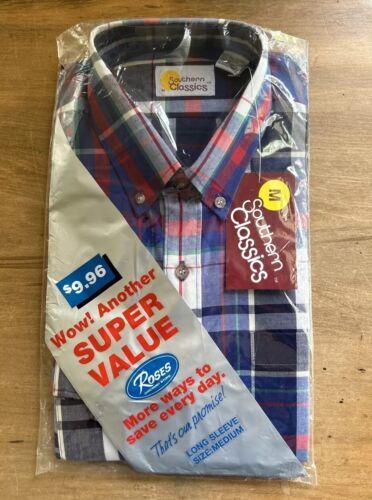 Southern
Classics
M
Southern
Classics
$9.96
Wow! Another
SUPER
VALUE
ROSES
More ways to
save every day.
That's our promise!
LONG SLEEVE
SIZE:MEDIUM